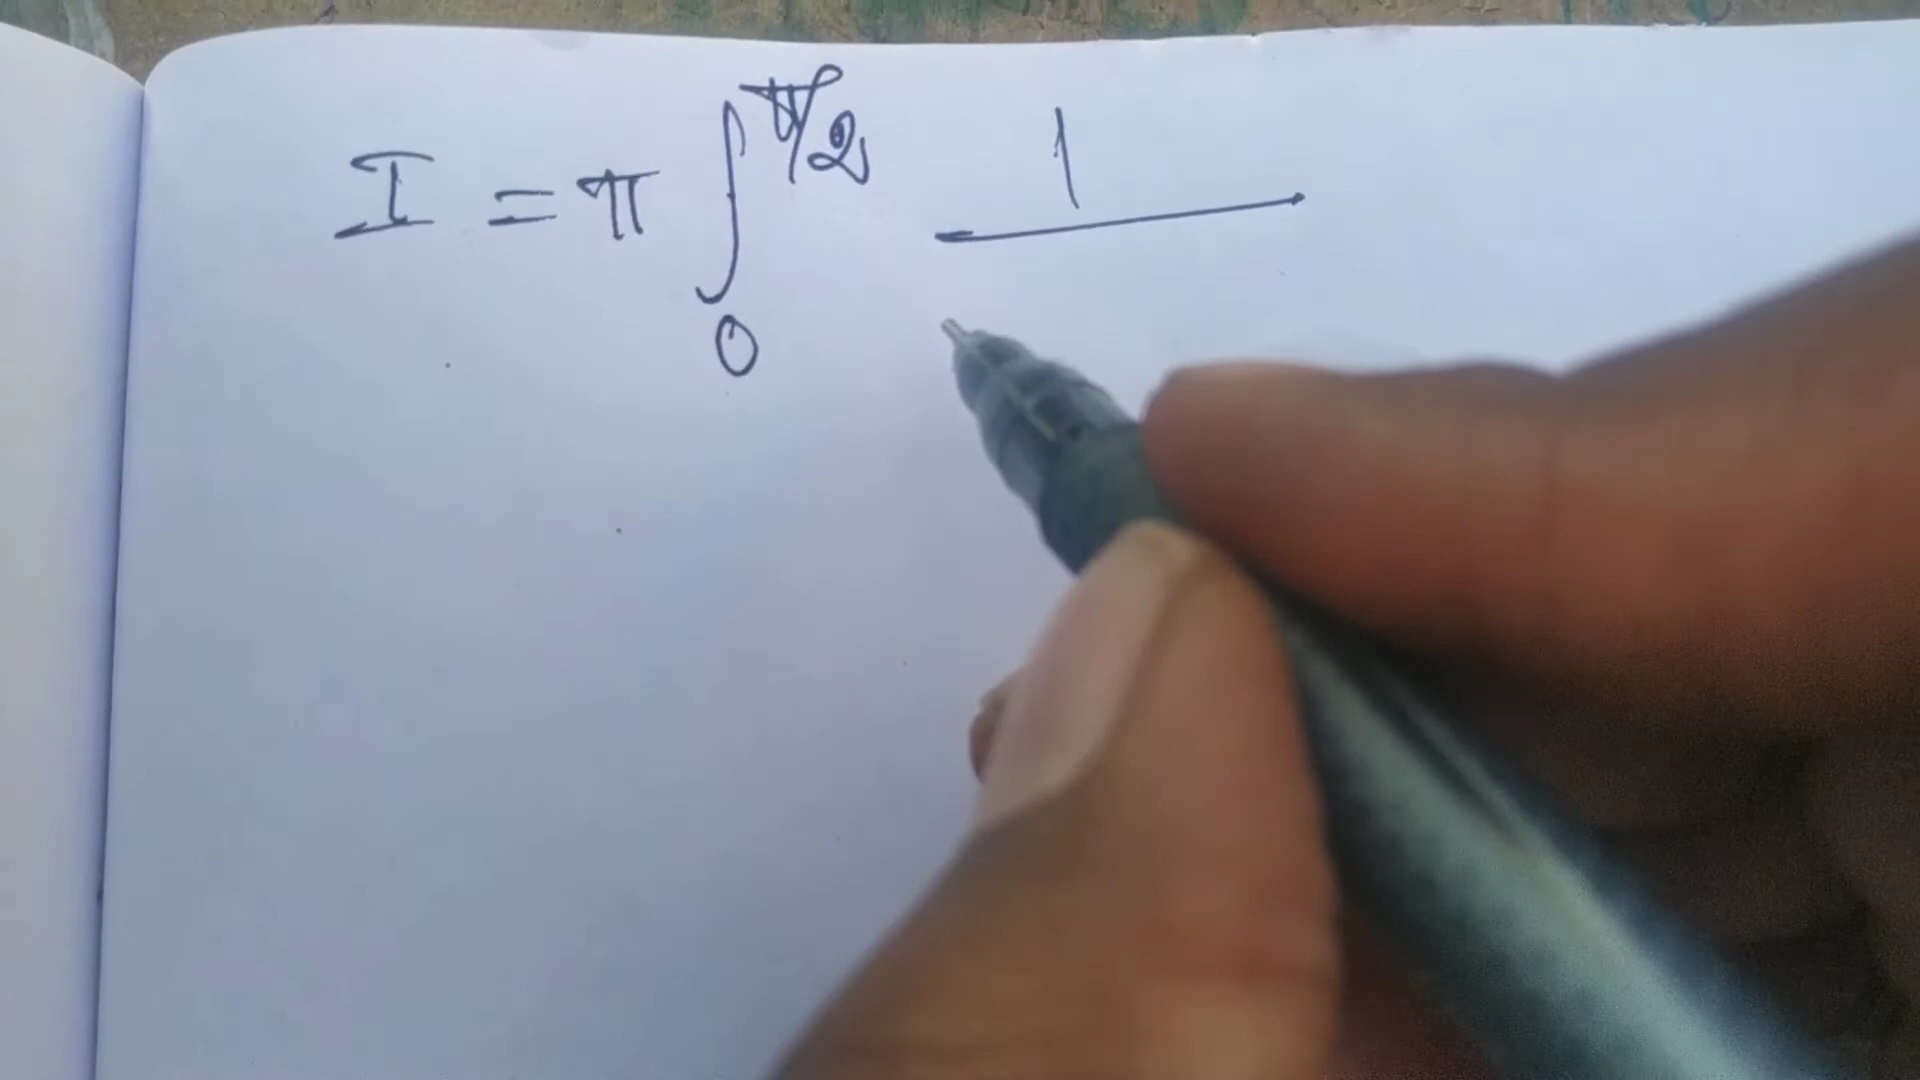 I = π ∫₀^(π/2) 1/